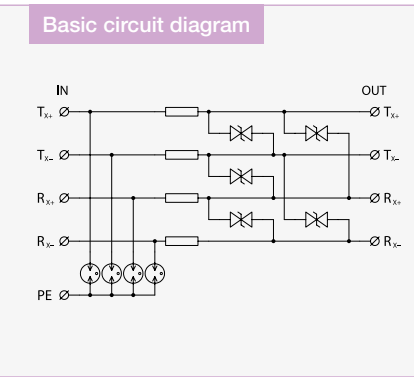 Basic circuit diagram
IN OUT
Tx+ Tx+
Tx– Tx–
Rx+ Rx+
Rx– Rx–
PE